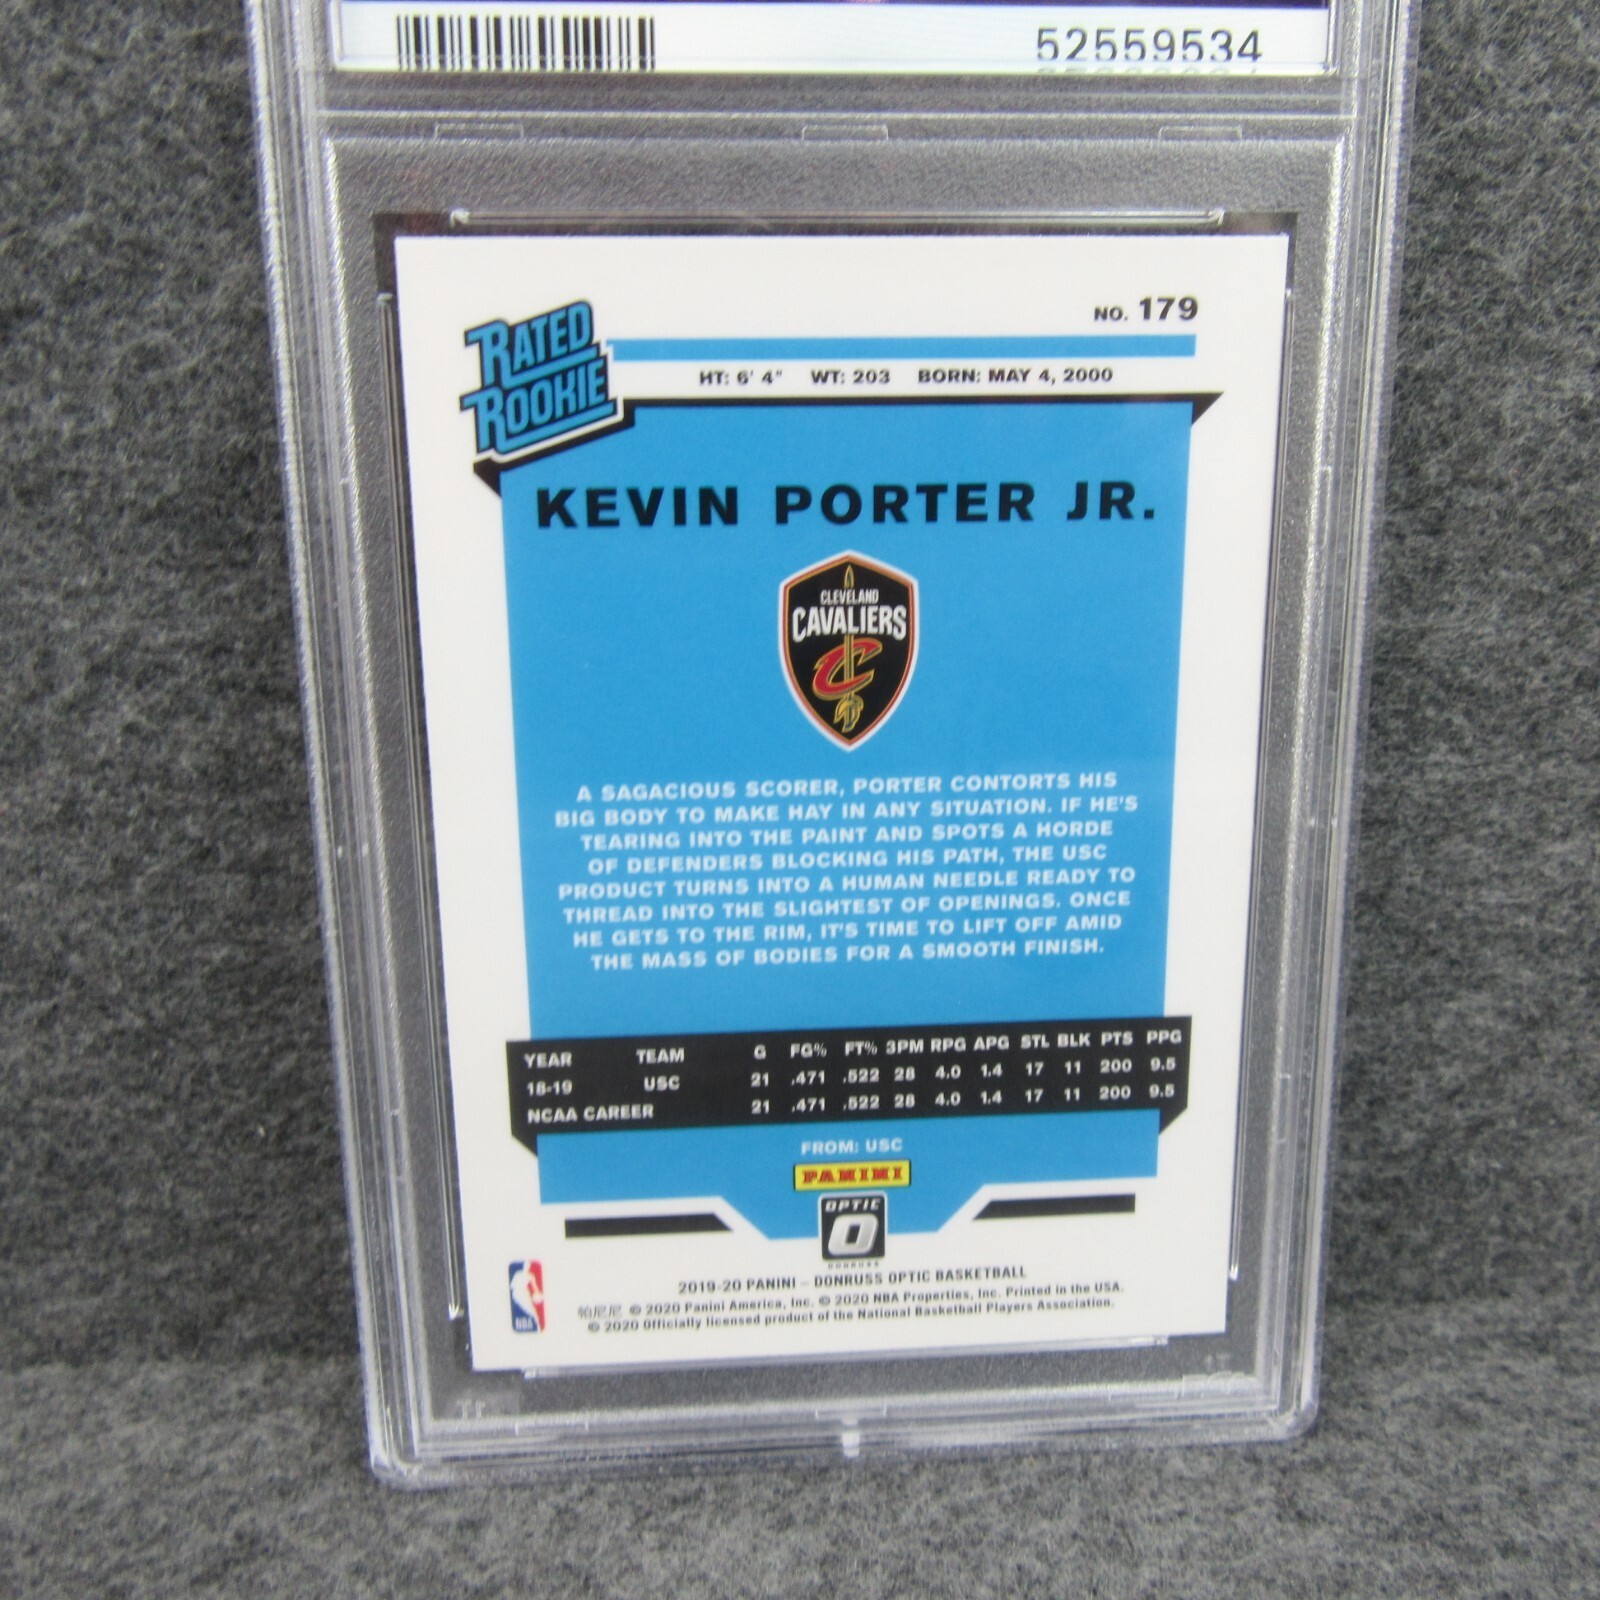 52559534
NO. 179
RATED
ROOKIE
HT: 6' 4" WT: 203 BORN: MAY 4, 2000
KEVIN PORTER JR.
CLEVELAND
CAVALIERS
C
A SAGACIOUS SCORER, PORTER CONTORTS HIS
BIG BODY TO MAKE HAY IN ANY SITUATION. IF HE'S
TEARING INTO THE PAINT AND SPOTS A HORDE
OF DEFENDERS BLOCKING HIS PATH, THE USC
PRODUCT TURNS INTO A HUMAN NEEDLE READY TO
THREAD INTO THE SLIGHTEST OF OPENINGS. ONCE
HE GETS TO THE RIM, IT'S TIME TO LIFT OFF AMID
THE MASS OF BODIES FOR A SMOOTH FINISH.
YEAR TEAM G FG% FT% 3PM RPG APG STL BLK PTS PPG
18-19 USC 21 .471 .522 28 4.0 1.4 17 11 200 9.5
NCAA CAREER 21 .471 .522 28 4.0 1.4 17 11 200 9.5
FROM: USC
PANINI
OPTIC
O
DONRUSS
NBA
2019-20 PANINI – DONRUSS OPTIC BASKETBALL
帕尼尼 © 2020 Panini America, Inc. © 2020 NBA Properties, Inc. Printed in the USA.
© 2020 Officially licensed product of the National Basketball Players Association.